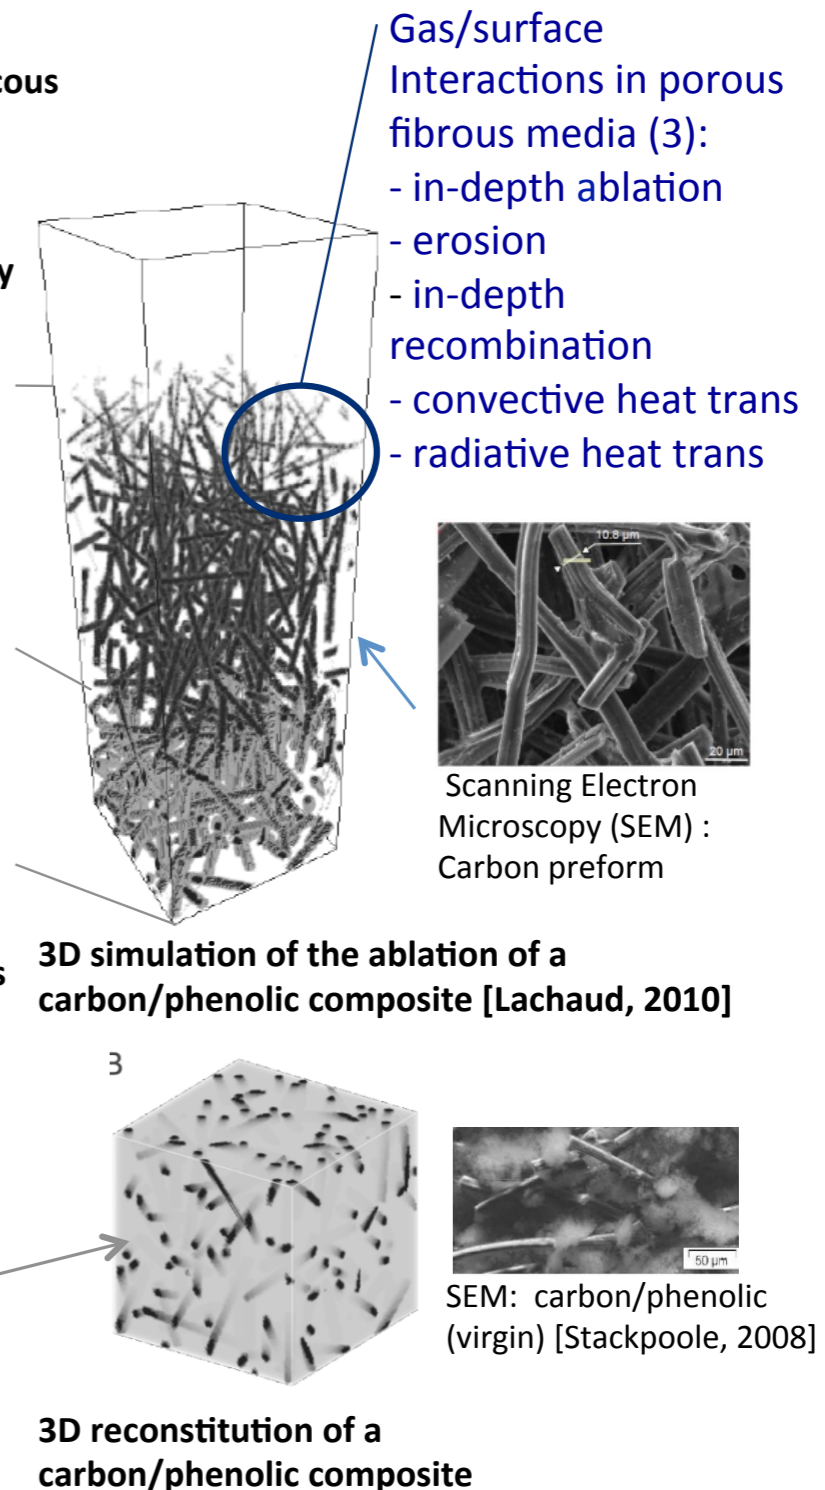 Gas/surface
Interactions in porous
fibrous media (3):
- in-depth ablation
- erosion
- in-depth
recombination
- convective heat trans
- radiative heat trans
10.8 µm
20 µm
Scanning Electron
Microscopy (SEM) :
Carbon preform
3D simulation of the ablation of a
carbon/phenolic composite [Lachaud, 2010]
50 µm
SEM: carbon/phenolic
(virgin) [Stackpoole, 2008]
3D reconstitution of a
carbon/phenolic composite